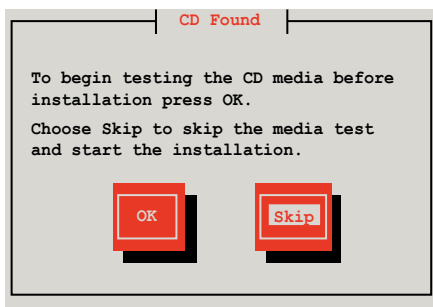 CD Found
To begin testing the CD media before
installation press OK.
Choose Skip to skip the media test
and start the installation.
OK Skip